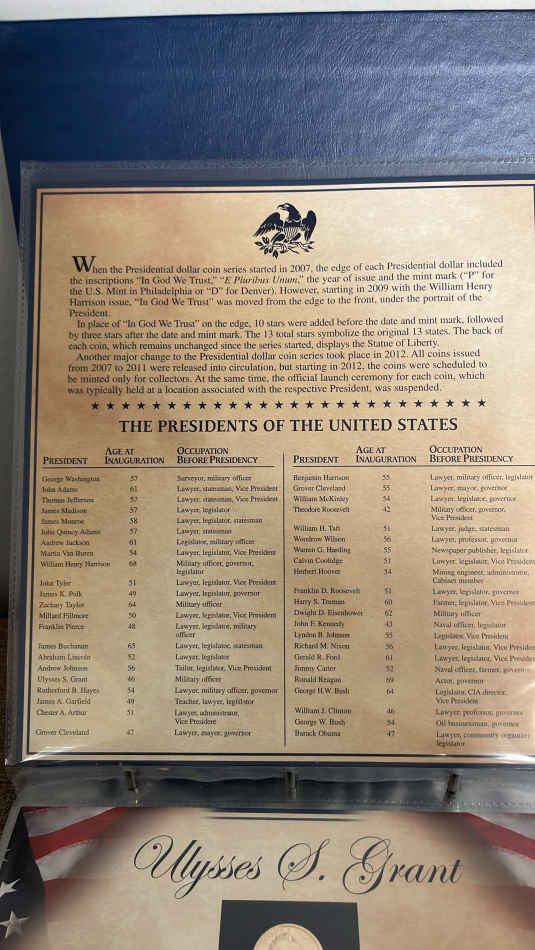 When the Presidential dollar coin series started in 2007, the edge of each Presidential dollar included
the inscriptions “In God We Trust,” “E Pluribus Unum,” the year of issue and the mint mark (“P” for
the U.S. Mint in Philadelphia or “D” for Denver). However, starting in 2009 with the William Henry
Harrison issue, “In God We Trust” was moved from the edge to the front, under the portrait of the
President.
In place of “In God We Trust” on the edge, 10 stars were added before the date and mint mark, followed
by three stars after the date and mint mark. The 13 total stars symbolize the original 13 states. The back of
each coin, which remains unchanged since the series started, displays the Statue of Liberty.
Another major change to the Presidential dollar coin series took place in 2012. All coins issued
from 2007 to 2011 were released into circulation, but starting in 2012, the coins were scheduled to
be minted only for collectors. At the same time, the official launch ceremony for each coin, which
was typically held at a location associated with the respective President, was suspended.
THE PRESIDENTS OF THE UNITED STATES
PRESIDENT AGE AT INAUGURATION OCCUPATION BEFORE PRESIDENCY
George Washington 57 Surveyor, military officer
John Adams 61 Lawyer, statesman, Vice President
Thomas Jefferson 57 Lawyer, statesman, Vice President
James Madison 57 Lawyer, legislator
James Monroe 58 Lawyer, legislator, statesman
John Quincy Adams 57 Lawyer, statesman
Andrew Jackson 61 Legislator, military officer
Martin Van Buren 54 Lawyer, legislator, Vice President
William Henry Harrison 68 Military officer, governor,
legislator
John Tyler 51 Lawyer, legislator, Vice President
James K. Polk 49 Lawyer, legislator, governor
Zachary Taylor 64 Military officer
Millard Fillmore 50 Lawyer, legislator, Vice President
Franklin Pierce 48 Lawyer, legislator, military
officer
James Buchanan 65 Lawyer, legislator, statesman
Abraham Lincoln 52 Lawyer, legislator
Andrew Johnson 56 Tailor, legislator, Vice President
Ulysses S. Grant 46 Military officer
Rutherford B. Hayes 54 Lawyer, military officer, governor
James A. Garfield 49 Teacher, lawyer, legislator
Chester A. Arthur 51 Lawyer, administrator,
Vice President
Grover Cleveland 47 Lawyer, mayor, governor
PRESIDENT AGE AT INAUGURATION OCCUPATION BEFORE PRESIDENCY
Benjamin Harrison 55 Lawyer, military officer, legislator
Grover Cleveland 55 Lawyer, mayor, governor
William McKinley 54 Lawyer, legislator, governor
Theodore Roosevelt 42 Military officer, governor,
Vice President
William H. Taft 51 Lawyer, judge, statesman
Woodrow Wilson 56 Lawyer, professor, governor
Warren G. Harding 55 Newspaper publisher, legislator
Calvin Coolidge 51 Lawyer, legislator, Vice President
Herbert Hoover 54 Mining engineer, administrator,
Cabinet member
Franklin D. Roosevelt 51 Lawyer, legislator, governor
Harry S. Truman 60 Farmer, legislator, Vice President
Dwight D. Eisenhower 62 Military officer
John F. Kennedy 43 Naval officer, legislator
Lyndon B. Johnson 55 Legislator, Vice President
Richard M. Nixon 56 Lawyer, legislator, Vice President
Gerald R. Ford 61 Lawyer, legislator, Vice President
Jimmy Carter 52 Naval officer, farmer, governor
Ronald Reagan 69 Actor, governor
George H.W. Bush 64 Legislator, CIA director,
Vice President
William J. Clinton 46 Lawyer, professor, governor
George W. Bush 54 Oil businessman, governor
Barack Obama 47 Lawyer, community organizer
legislator
Ulysses S. Grant